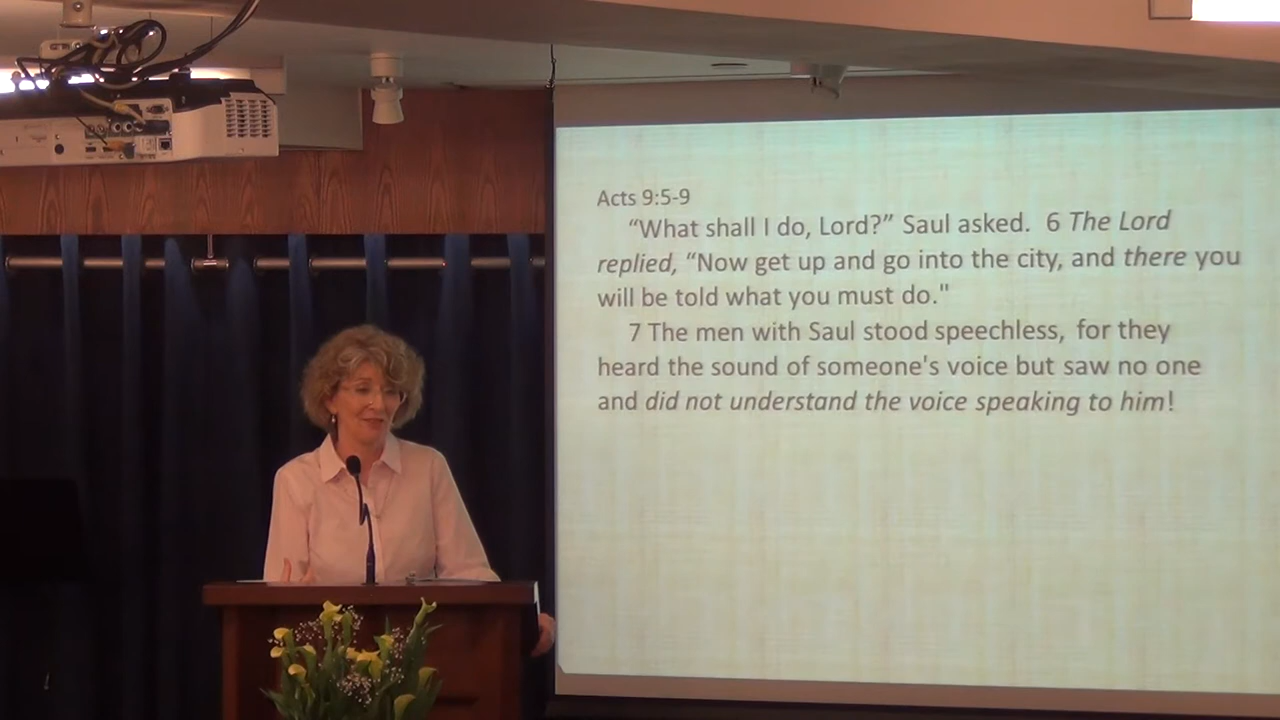 Acts 9:5-9
“What shall I do, Lord?” Saul asked. 6 The Lord
replied, “Now get up and go into the city, and there you
will be told what you must do."
7 The men with Saul stood speechless, for they
heard the sound of someone's voice but saw no one
and did not understand the voice speaking to him!